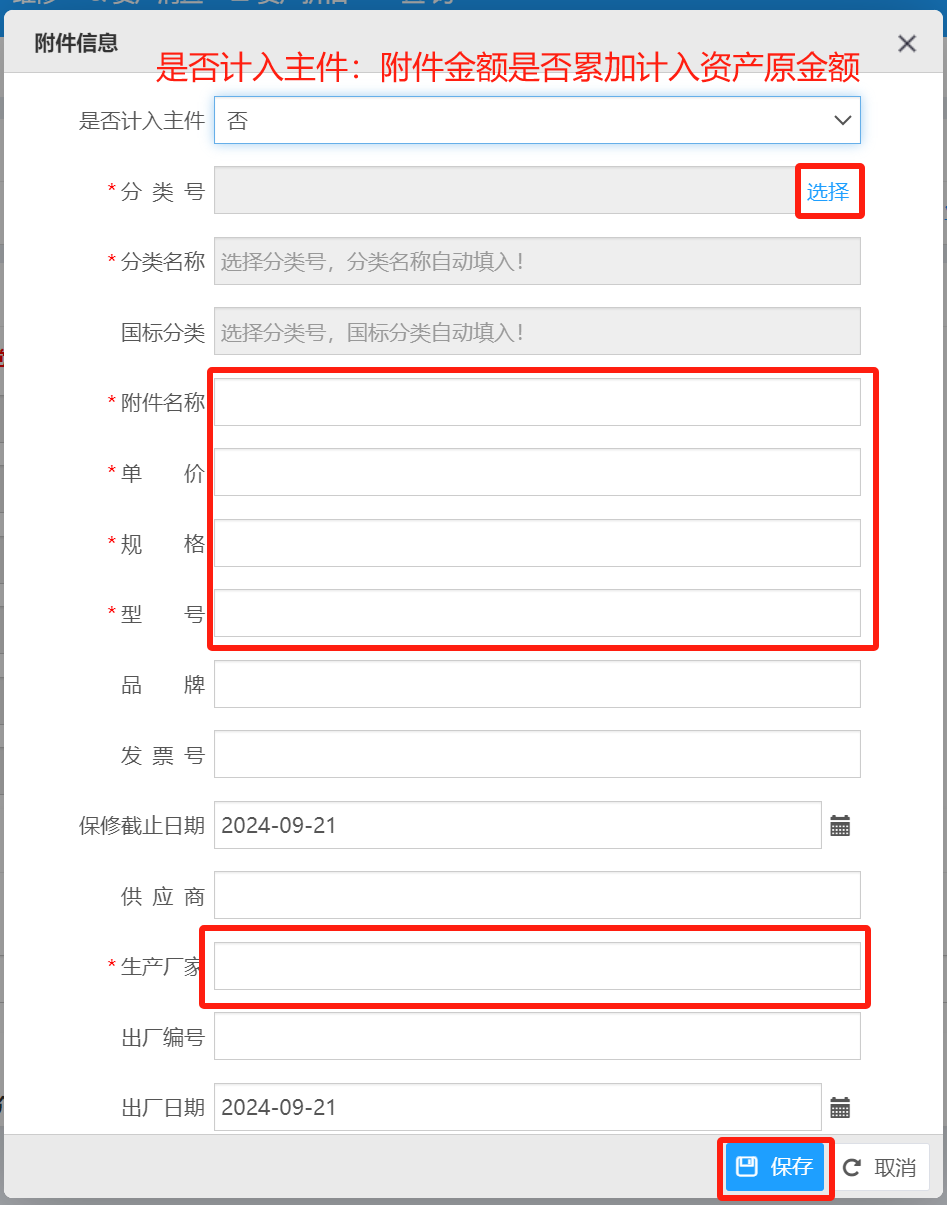 附件信息
是否计入主件：附件金额是否累加计入资产原金额
是否计入主件 否
* 分 类 号 选择
* 分类名称 选择分类号，分类名称自动填入！
国标分类 选择分类号，国标分类自动填入！
* 附件名称
* 单 价
* 规 格
* 型 号
品 牌
发 票 号
保修截止日期 2024-09-21
供 应 商
* 生产厂家
出厂编号
出厂日期 2024-09-21
保存 取消